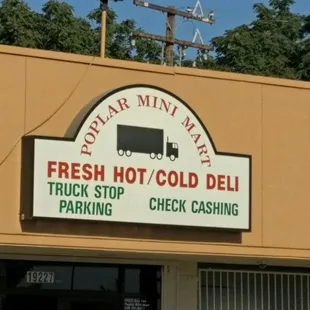 POPLAR MINI MART
FRESH HOT/COLD DELI
TRUCK STOP
PARKING
CHECK CASHING
19227